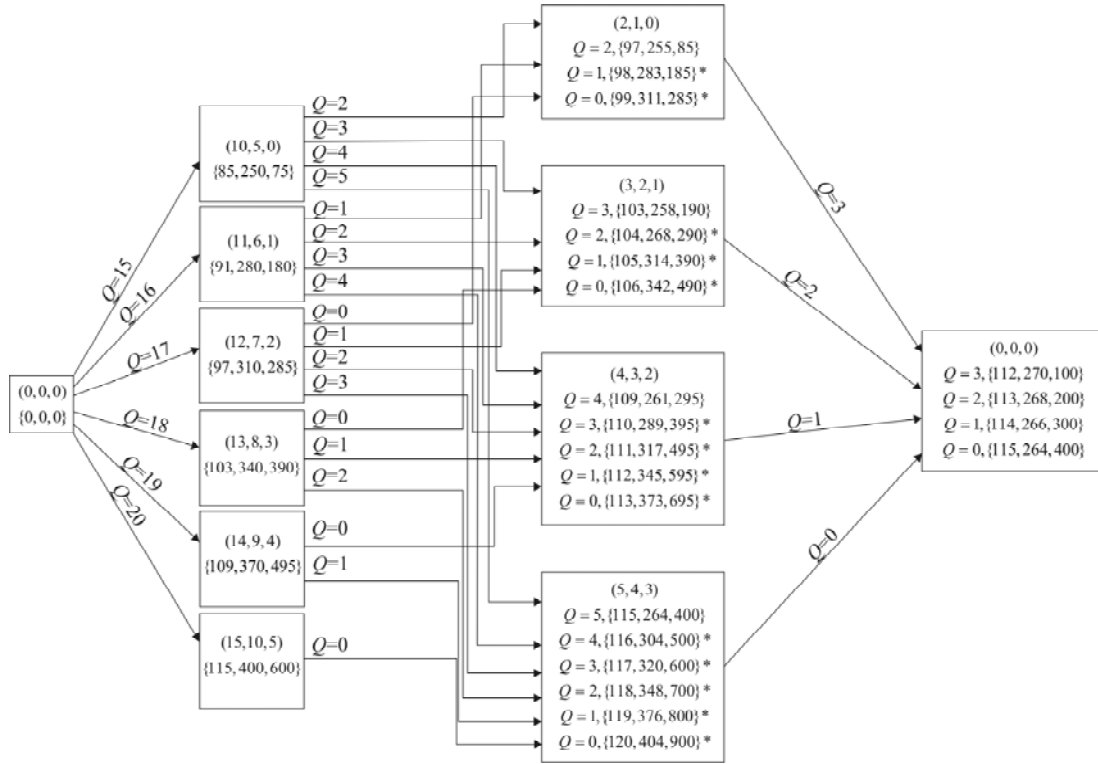 (0,0,0)
{0,0,0}
Q=15
Q=16
Q=17
Q=18
Q=19
Q=20
(10,5,0)
{85,250,75}
(11,6,1)
{91,280,180}
(12,7,2)
{97,310,285}
(13,8,3)
{103,340,390}
(14,9,4)
{109,370,495}
(15,10,5)
{115,400,600}
Q=2
Q=3
Q=4
Q=5
Q=1
Q=2
Q=3
Q=4
Q=0
Q=1
Q=2
Q=3
Q=0
Q=1
Q=2
Q=0
Q=1
Q=0
(2,1,0)
Q = 2,{97,255,85}
Q = 1,{98,283,185}*
Q = 0,{99,311,285}*
(3,2,1)
Q = 3,{103,258,190}
Q = 2,{104,268,290}*
Q = 1,{105,314,390}*
Q = 0,{106,342,490}*
(4,3,2)
Q = 4,{109,261,295}
Q = 3,{110,289,395}*
Q = 2,{111,317,495}*
Q = 1,{112,345,595}*
Q = 0,{113,373,695}*
(5,4,3)
Q = 5,{115,264,400}
Q = 4,{116,304,500}*
Q = 3,{117,320,600}*
Q = 2,{118,348,700}*
Q = 1,{119,376,800}*
Q = 0,{120,404,900}*
Q=3
Q=2
Q=1
Q=0
(0,0,0)
Q = 3,{112,270,100}
Q = 2,{113,268,200}
Q = 1,{114,266,300}
Q = 0,{115,264,400}